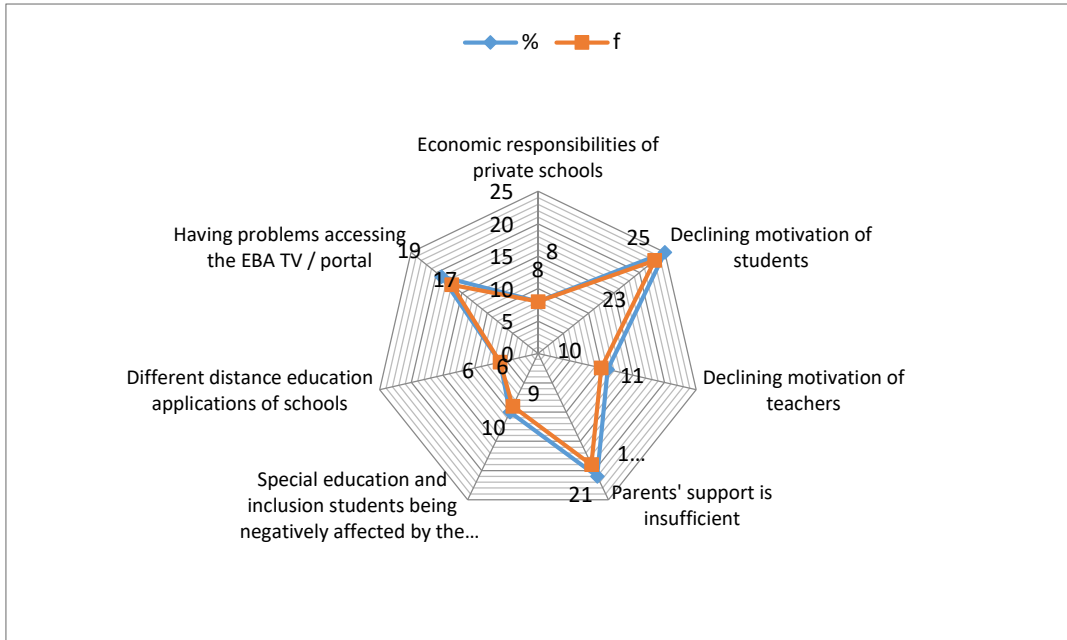 % f
Economic responsibilities of
private schools
25
20
15
10
5
0
8
8
25
Declining motivation of
students
23
10
11
Declining motivation of
teachers
1...
21
Parents' support is
insufficient
9
10
Special education and
inclusion students being
negatively affected by the...
6
6
Different distance education
applications of schools
19
17
Having problems accessing
the EBA TV / portal